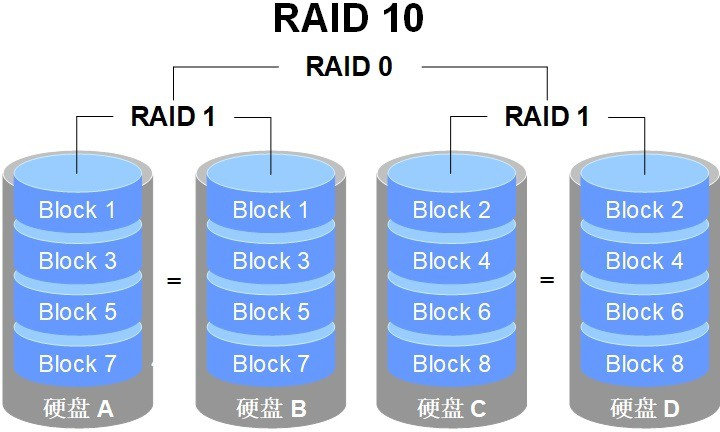 RAID 10
RAID 0
RAID 1 RAID 1
Block 1 Block 1 Block 2 Block 2
Block 3 Block 3 Block 4 Block 4
= =
Block 5 Block 5 Block 6 Block 6
Block 7 Block 7 Block 8 Block 8
硬盘 A 硬盘 B 硬盘 C 硬盘 D